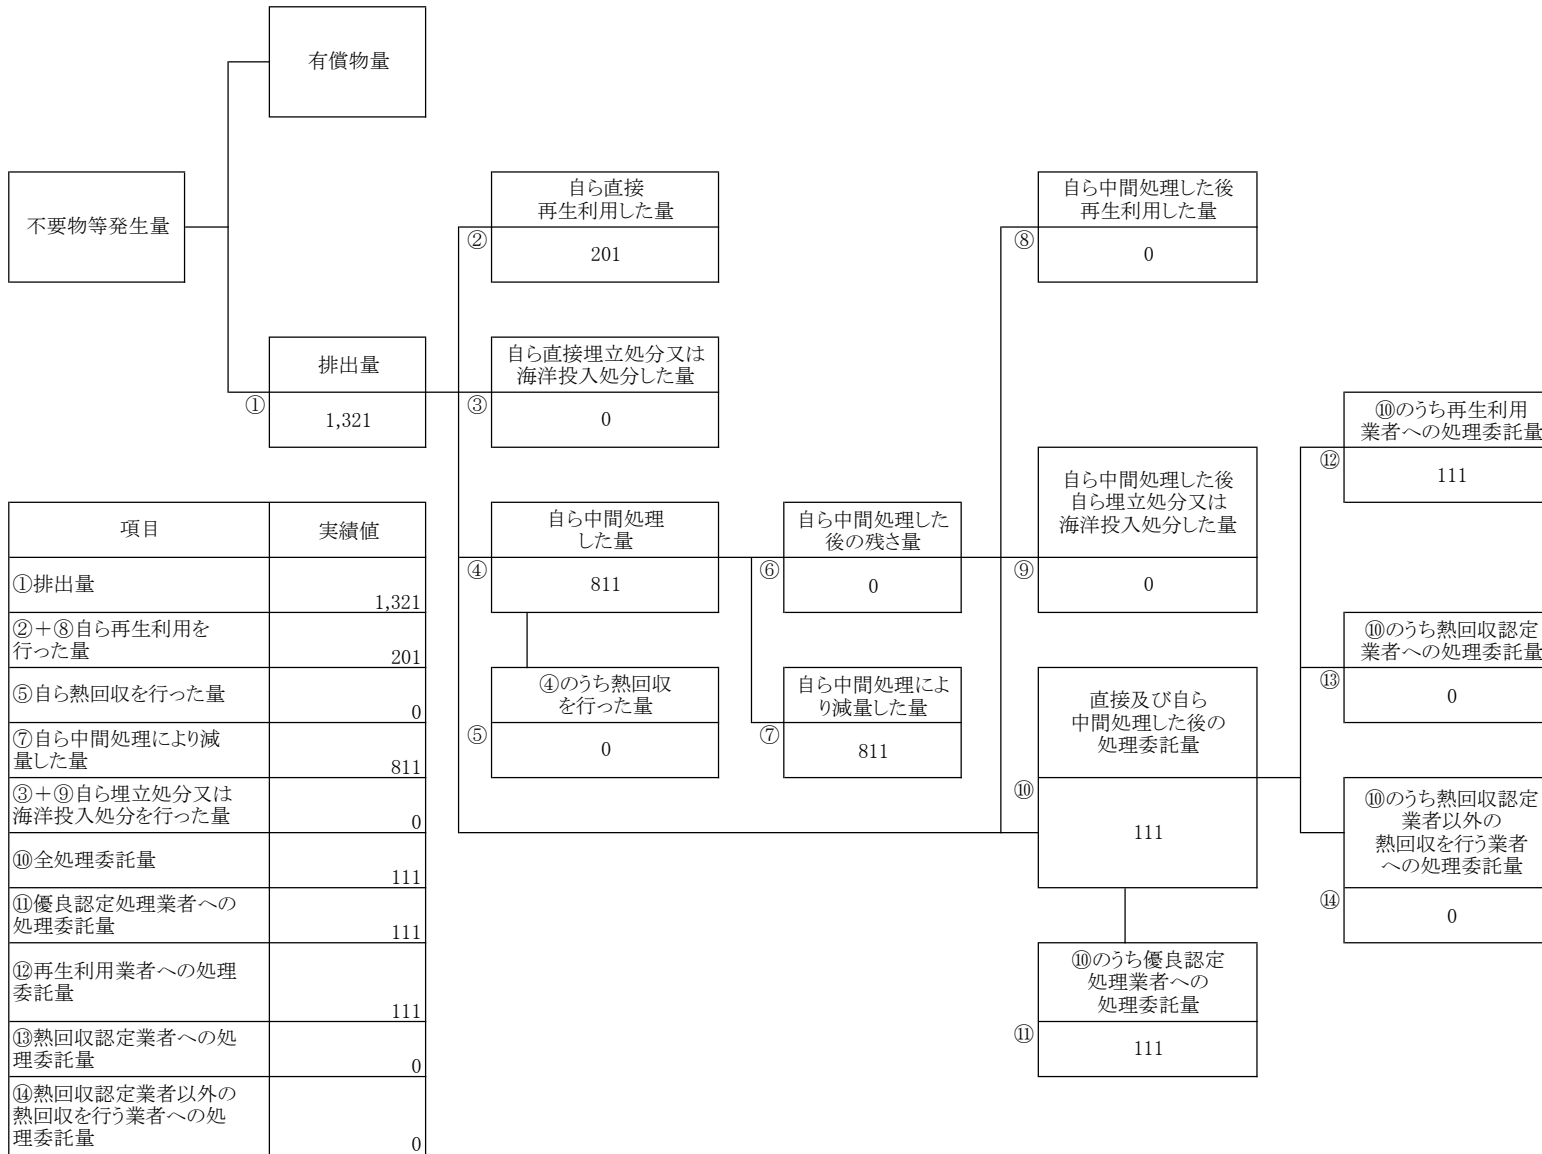 有償物量
不要物等発生量
排出量
①
1,321
自ら直接
再生利用した量
②
201
自ら直接埋立処分又は
海洋投入処分した量
③
0
自ら中間処理
した量
④
811
④のうち熱回収
を行った量
⑤
0
自ら中間処理した
後の残さ量
⑥
0
自ら中間処理によ
り減量した量
⑦
811
自ら中間処理した後
再生利用した量
⑧
0
自ら中間処理した後
自ら埋立処分又は
海洋投入処分した量
⑨
0
直接及び自ら
中間処理した後の
処理委託量
⑩
111
⑩のうち優良認定
処理業者への
処理委託量
⑪
111
⑩のうち再生利用
業者への処理委託量
⑫
111
⑩のうち熱回収認定
業者への処理委託量
⑬
0
⑩のうち熱回収認定
業者以外の
熱回収を行う業者
への処理委託量
⑭
0
項目 実績値
①排出量
1,321
②＋⑧自ら再生利用を
行った量
201
⑤自ら熱回収を行った量
0
⑦自ら中間処理により減
量した量
811
③＋⑨自ら埋立処分又は
海洋投入処分を行った量
0
⑩全処理委託量
111
⑪優良認定処理業者への
処理委託量
111
⑫再生利用業者への処理
委託量
111
⑬熱回収認定業者への処
理委託量
0
⑭熱回収認定業者以外の
熱回収を行う業者への処
理委託量
0